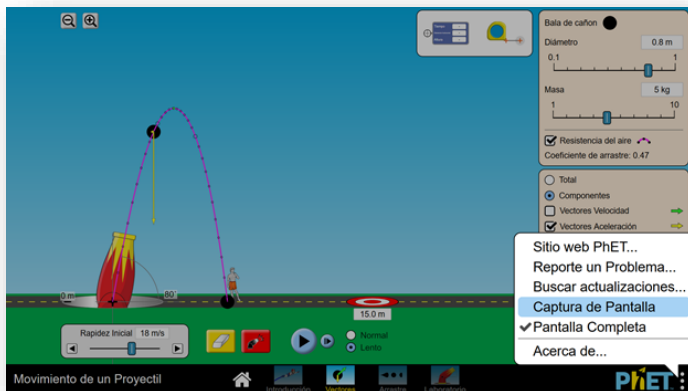 Bala de cañon
Diámetro
0.8 m
0.1 1
Masa
5 kg
1 10
Resistencia del aire
Coeficiente de arrastre: 0.47
Total
Componentes
Vectores Velocidad
Vectores Aceleración
Sitio web PhET...
Reporte un Problema...
Buscar actualizaciones...
Captura de Pantalla
Pantalla Completa
Acerca de...
0 m
80°
15.0 m
Rapidez Inicial 18 m/s
Normal
Lento
Movimiento de un Proyectil
Introducción
Vectores
Arrastre
Laboratorio
PhET